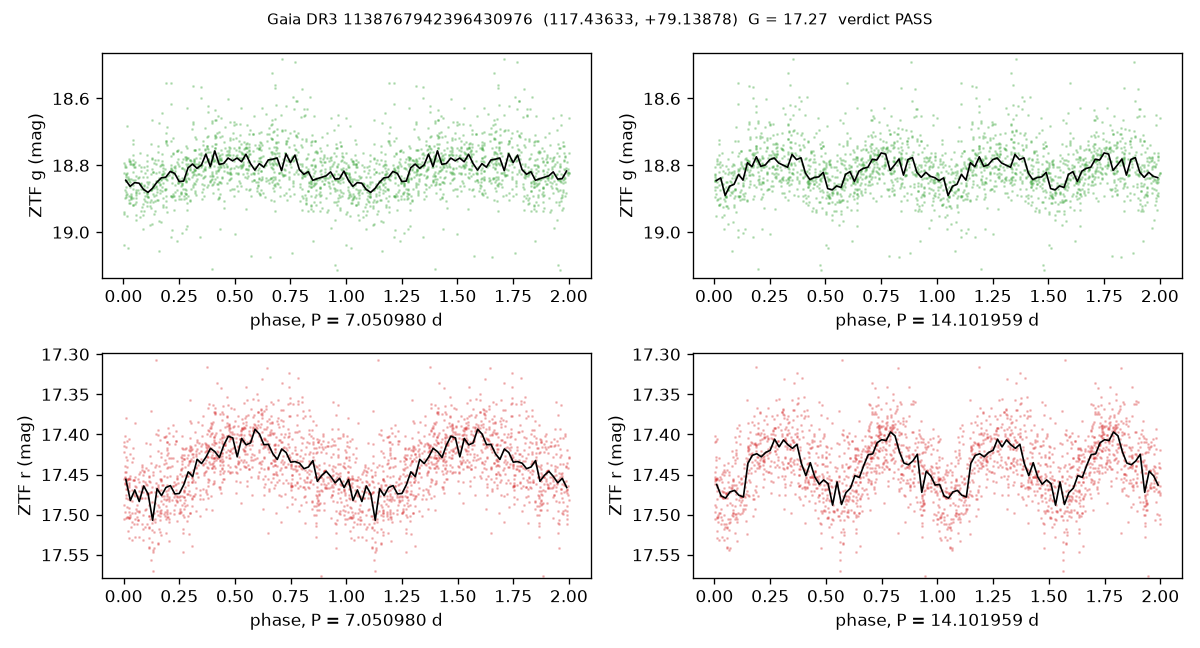 Gaia DR3 1138767942396430976 (117.43633, +79.13878) G = 17.27 verdict PASS
ZTF g (mag)
18.6
18.8
19.0
0.00 0.25 0.50 0.75 1.00 1.25 1.50 1.75 2.00
phase, P = 7.050980 d
ZTF g (mag)
18.6
18.8
19.0
0.00 0.25 0.50 0.75 1.00 1.25 1.50 1.75 2.00
phase, P = 14.101959 d
ZTF r (mag)
17.30
17.35
17.40
17.45
17.50
17.55
0.00 0.25 0.50 0.75 1.00 1.25 1.50 1.75 2.00
phase, P = 7.050980 d
ZTF r (mag)
17.30
17.35
17.40
17.45
17.50
17.55
0.00 0.25 0.50 0.75 1.00 1.25 1.50 1.75 2.00
phase, P = 14.101959 d